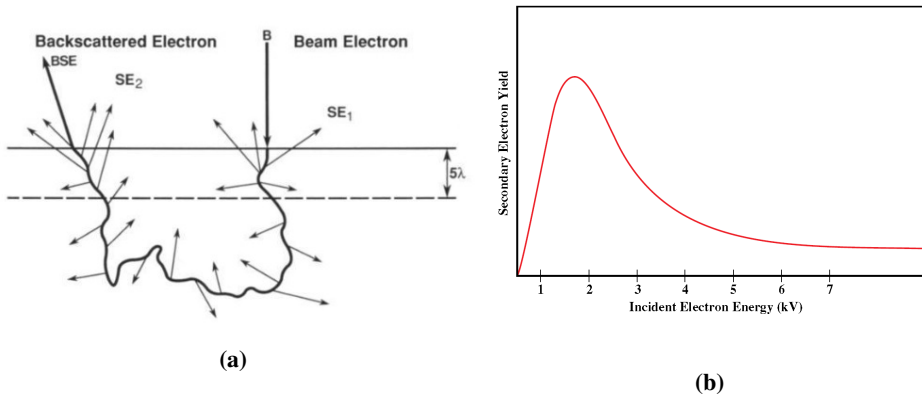 Backscattered Electron
BSE
SE2
B
Beam Electron
SE1
5λ
(a)
Secondary Electron Yield
1 2 3 4 5 6 7
Incident Electron Energy (kV)
(b)